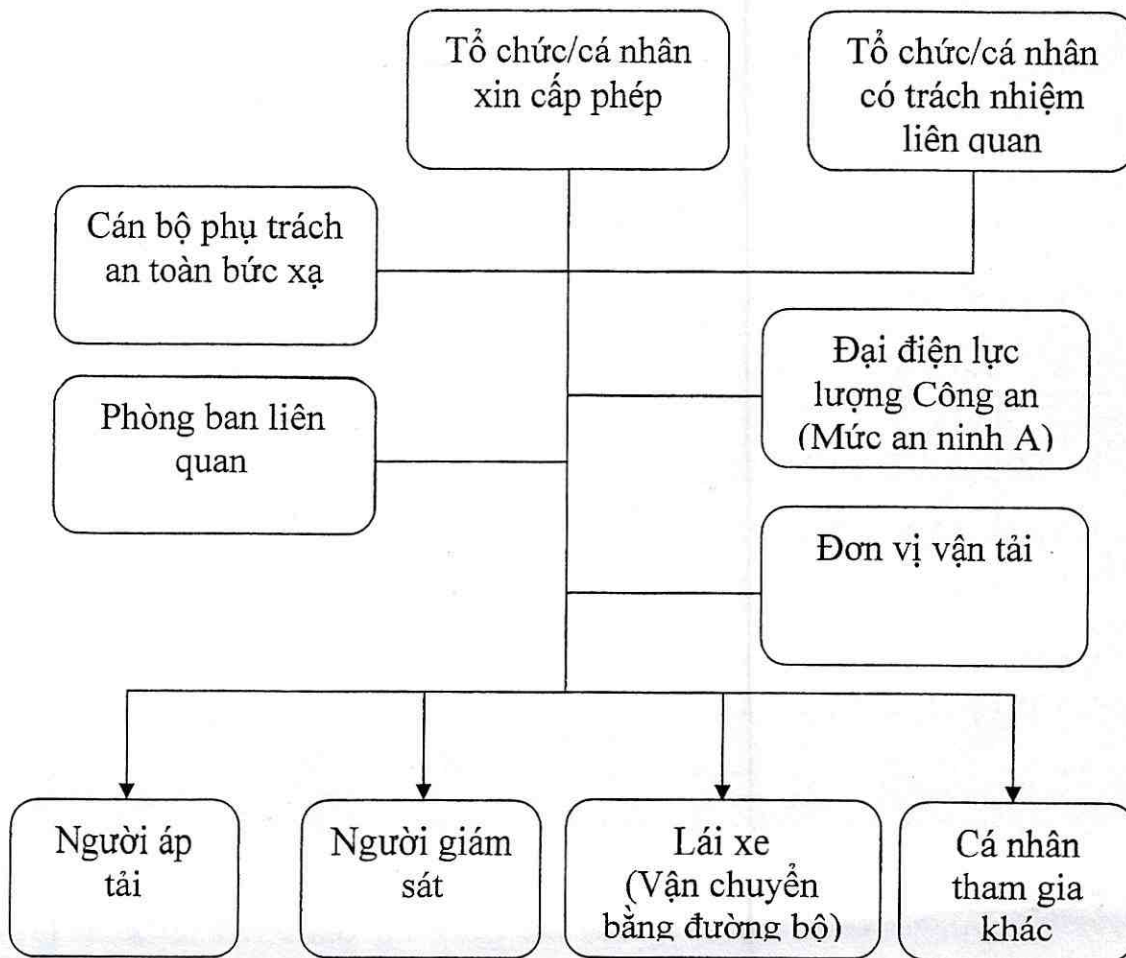 Tổ chức/cá nhân
xin cấp phép
Tổ chức/cá nhân
có trách nhiệm
liên quan
Cán bộ phụ trách
an toàn bức xạ
Đại điện lực
lượng Công an
(Mức an ninh A)
Phòng ban liên
quan
Đơn vị vận tải
Người áp
tải
Người giám
sát
Lái xe
(Vận chuyển
bằng đường bộ)
Cá nhân
tham gia
khác